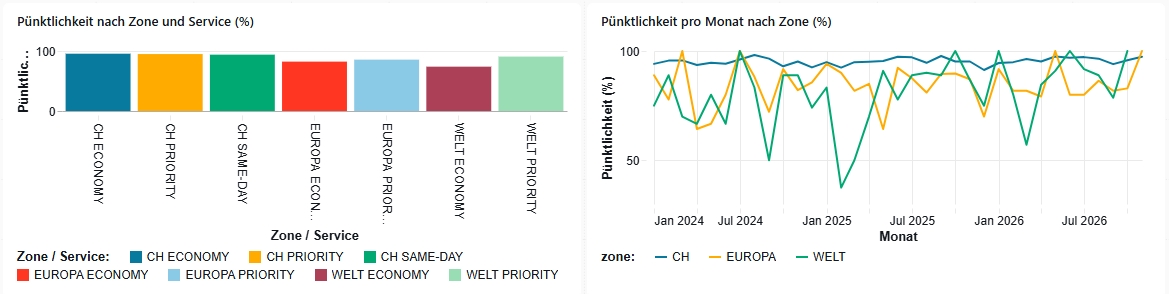 Pünktlichkeit nach Zone und Service (%)
Pünktlic...
100
0
CH ECONOMY
CH PRIORITY
CH SAME-DAY
EUROPA ECON...
EUROPA PRIOR...
WELT ECONOMY
WELT PRIORITY
Zone / Service
Zone / Service: CH ECONOMY CH PRIORITY CH SAME-DAY
EUROPA ECONOMY EUROPA PRIORITY WELT ECONOMY WELT PRIORITY
Pünktlichkeit pro Monat nach Zone (%)
Pünktlichkeit (%)
100
50
Jan 2024 Jul 2024 Jan 2025 Jul 2025 Jan 2026 Jul 2026
Monat
zone: CH EUROPA WELT